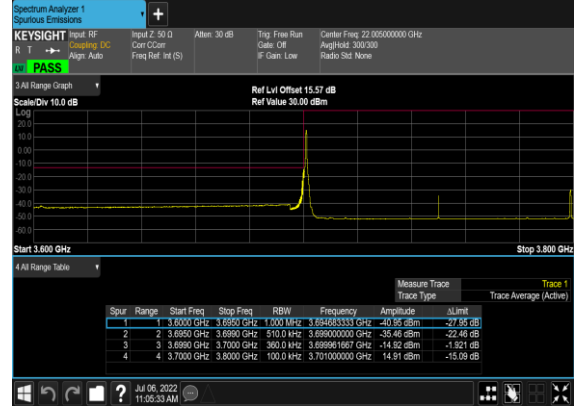 Spectrum Analyzer 1
Spurious Emissions
+
KEYSIGHT Input: RF Input Z: 50 Ω Atten: 30 dB Trig: Free Run Center Freq: 22.005000000 GHz
R T Coupling: DC Corr CCorr Gate: Off Avg|Hold: 300/300
Align: Auto Freq Ref: Int (S) IF Gain: Low Radio Std: None
PASS
3 All Range Graph
Ref Lvl Offset 15.57 dB
Scale/Div 10.0 dB Ref Value 30.00 dBm
Log
20.0
10.0
0.00
-10.0
-20.0
-30.0
-40.0
-50.0
-60.0
Start 3.600 GHz Stop 3.800 GHz
4 All Range Table
Measure Trace Trace 1
Trace Type Trace Average (Active)
Spur Range Start Freq Stop Freq RBW Frequency Amplitude ΔLimit
1 1 3.6000 GHz 3.6950 GHz 1.000 MHz 3.694683333 GHz -40.95 dBm -27.95 dB
2 2 3.6950 GHz 3.6990 GHz 510.0 kHz 3.699000000 GHz -35.46 dBm -22.46 dB
3 3 3.6990 GHz 3.7000 GHz 360.0 kHz 3.699961667 GHz -14.92 dBm -1.921 dB
4 4 3.7000 GHz 3.8000 GHz 100.0 kHz 3.701000000 GHz 14.91 dBm -15.09 dB
? Jul 06, 2022
11:05:33 AM